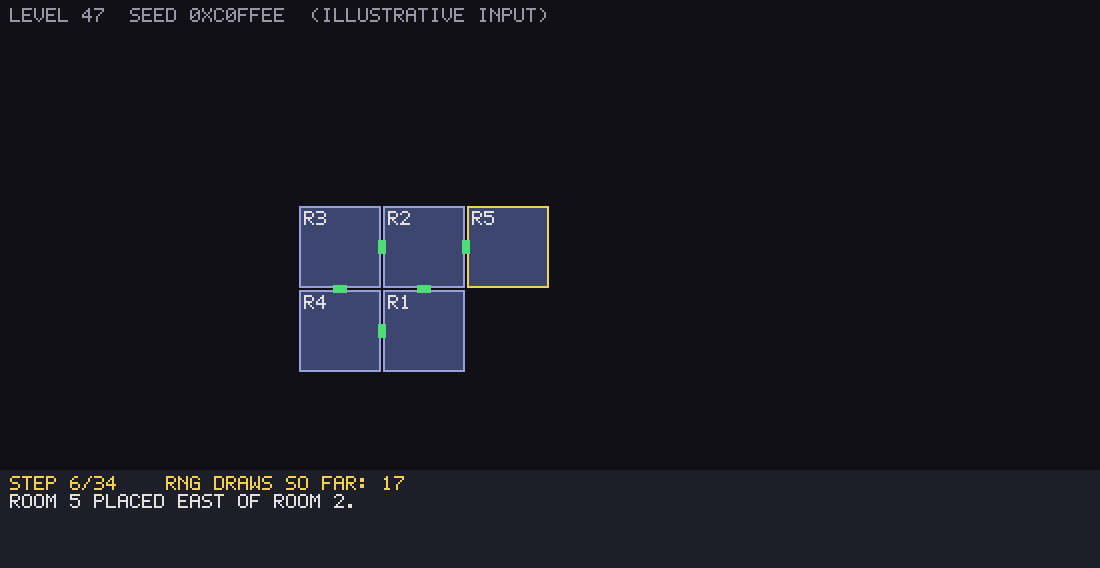 LEVEL 47  SEED 0XC0FFEE  (ILLUSTRATIVE INPUT)
R3 R2 R5
R4 R1
STEP 6/34    RNG DRAWS SO FAR: 17
ROOM 5 PLACED EAST OF ROOM 2.